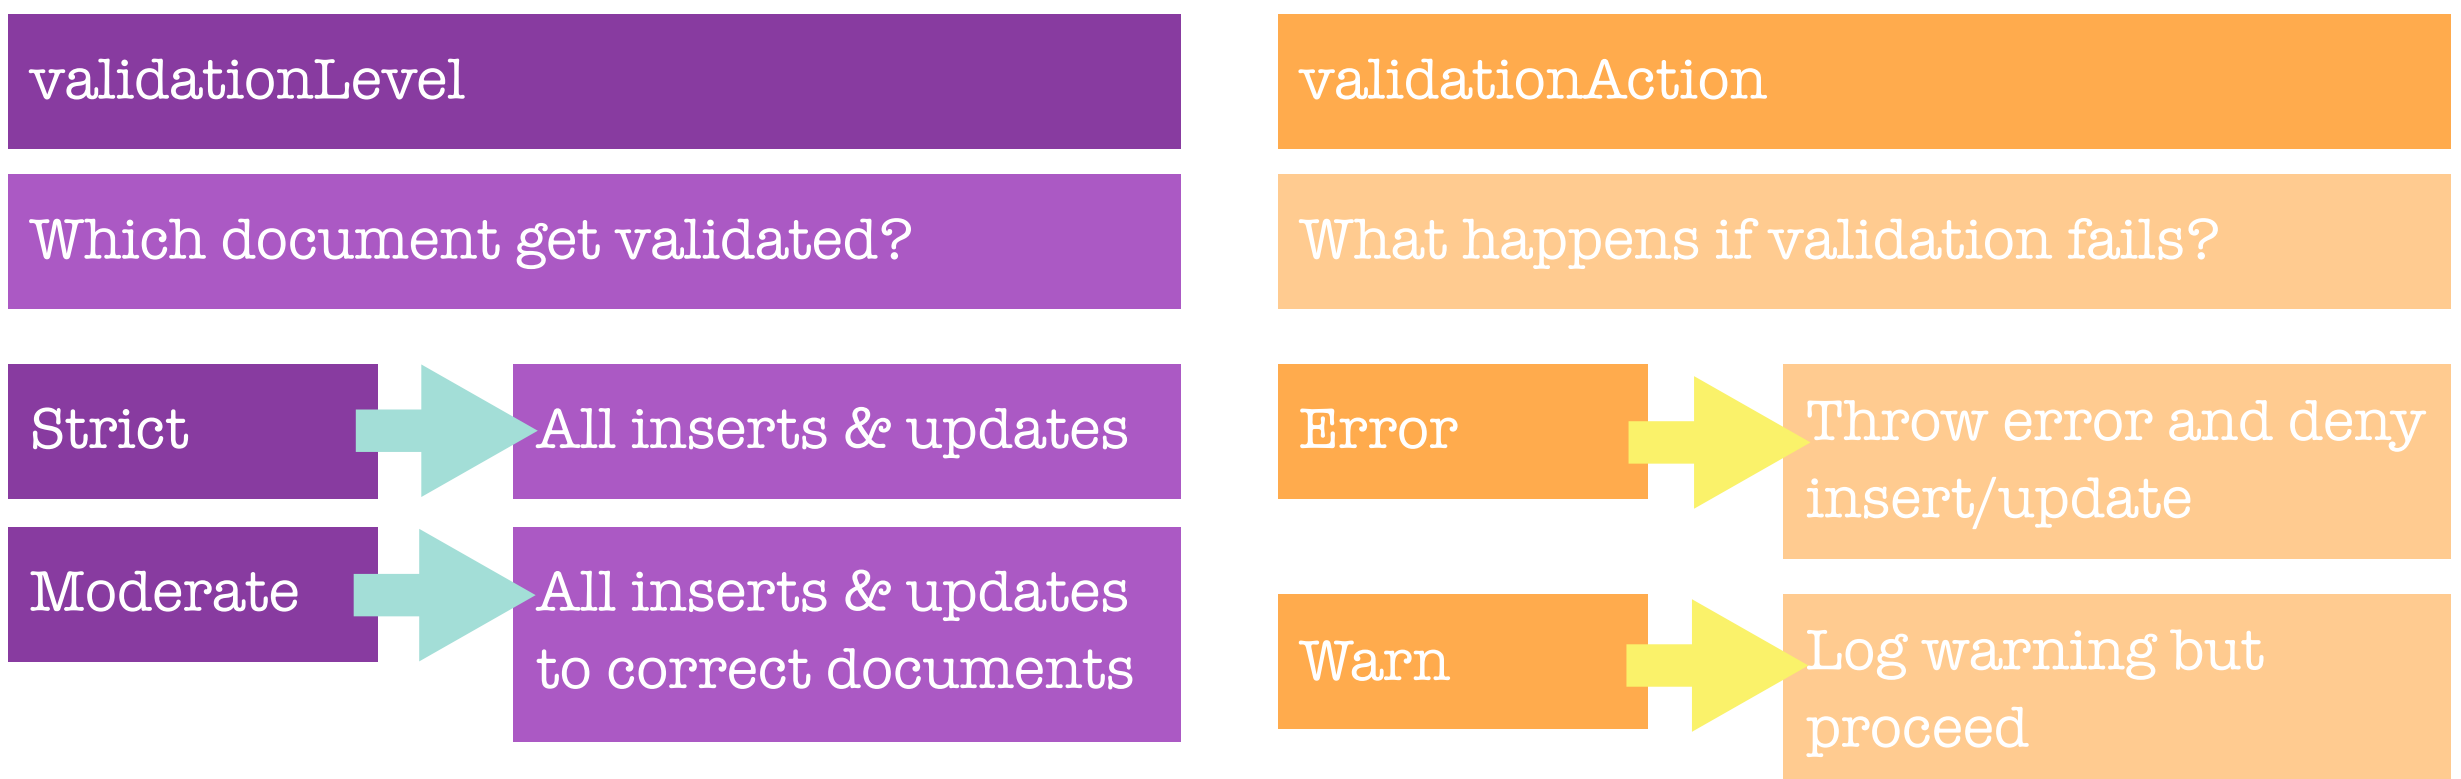 validationLevel
Which document get validated?
Strict
All inserts & updates
Moderate
All inserts & updates
to correct documents
validationAction
What happens if validation fails?
Error
Throw error and deny
insert/update
Warn
Log warning but
proceed